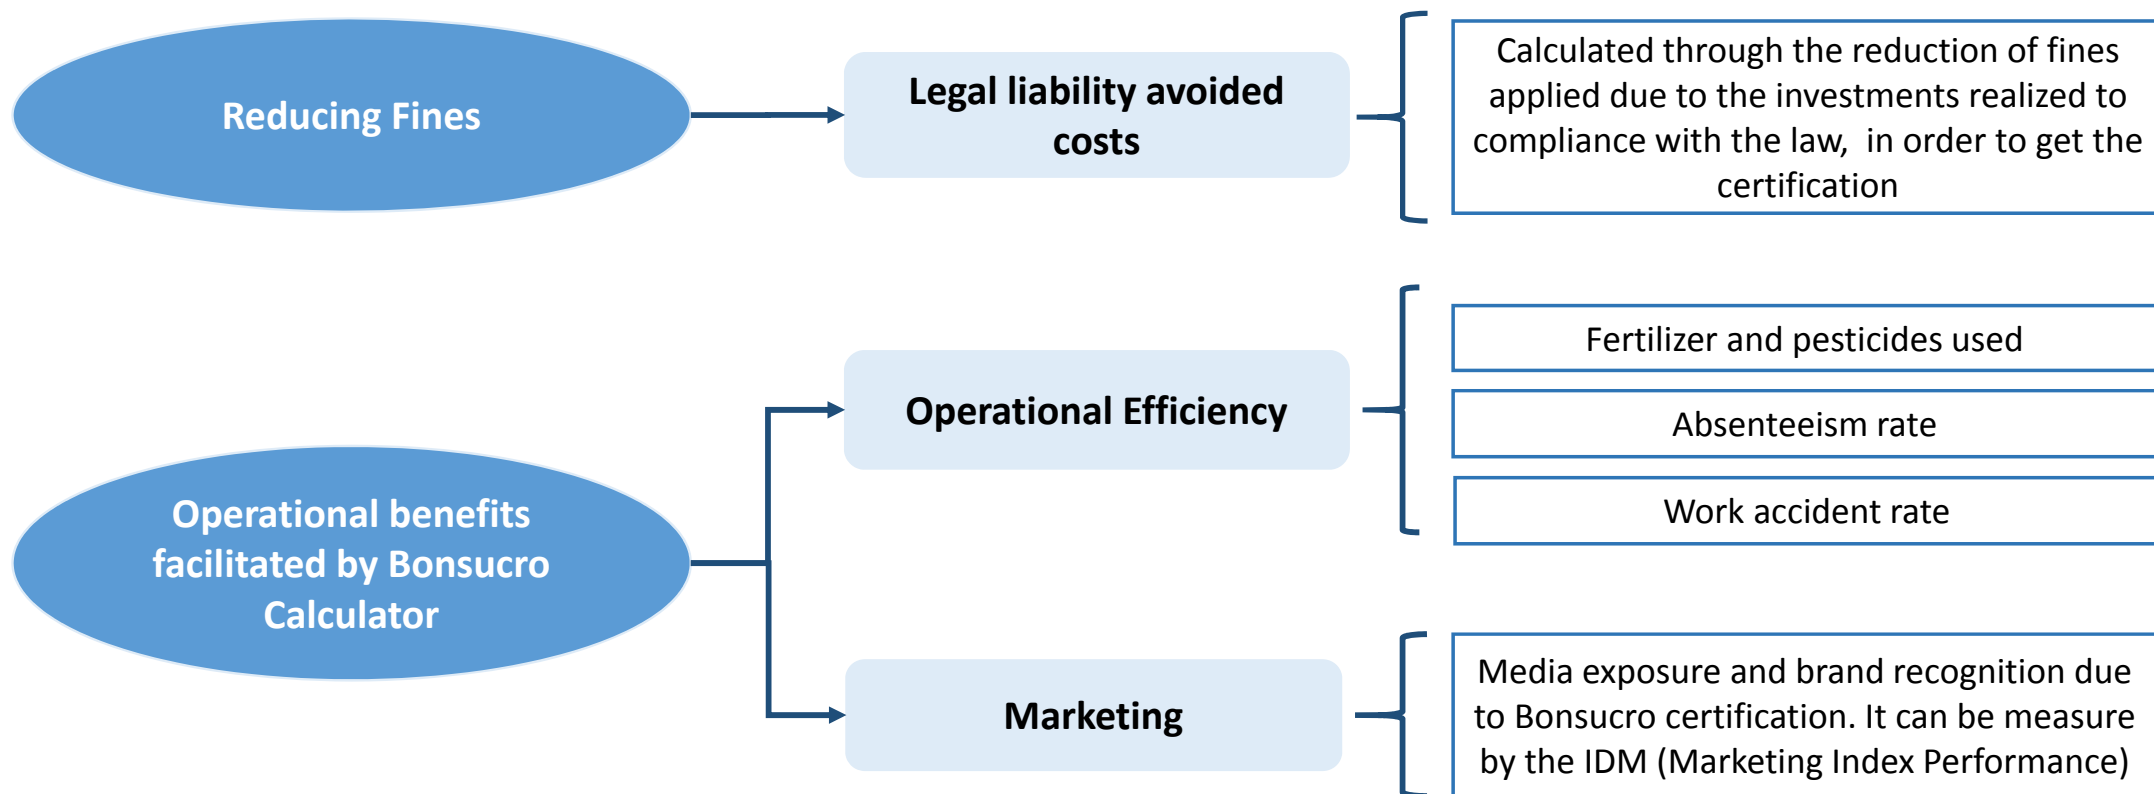 Reducing Fines
Legal liability avoided
costs
Calculated through the reduction of fines
applied due to the investments realized to
compliance with the law, in order to get the
certification
Operational benefits
facilitated by Bonsucro
Calculator
Operational Efficiency
Fertilizer and pesticides used
Absenteeism rate
Work accident rate
Marketing
Media exposure and brand recognition due
to Bonsucro certification. It can be measure
by the IDM (Marketing Index Performance)